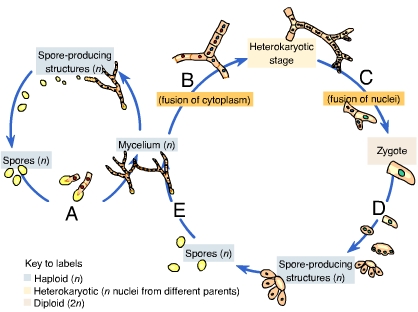 Spore-producing
structures (n)
B
Heterokaryotic
stage
C
(fusion of cytoplasm)
(fusion of nuclei)
Spores (n)
Mycelium (n)
Zygote
A
E
D
Spores (n)
Spore-producing
structures (n)
Key to labels
Haploid (n)
Heterokaryotic (n nuclei from different parents)
Diploid (2n)